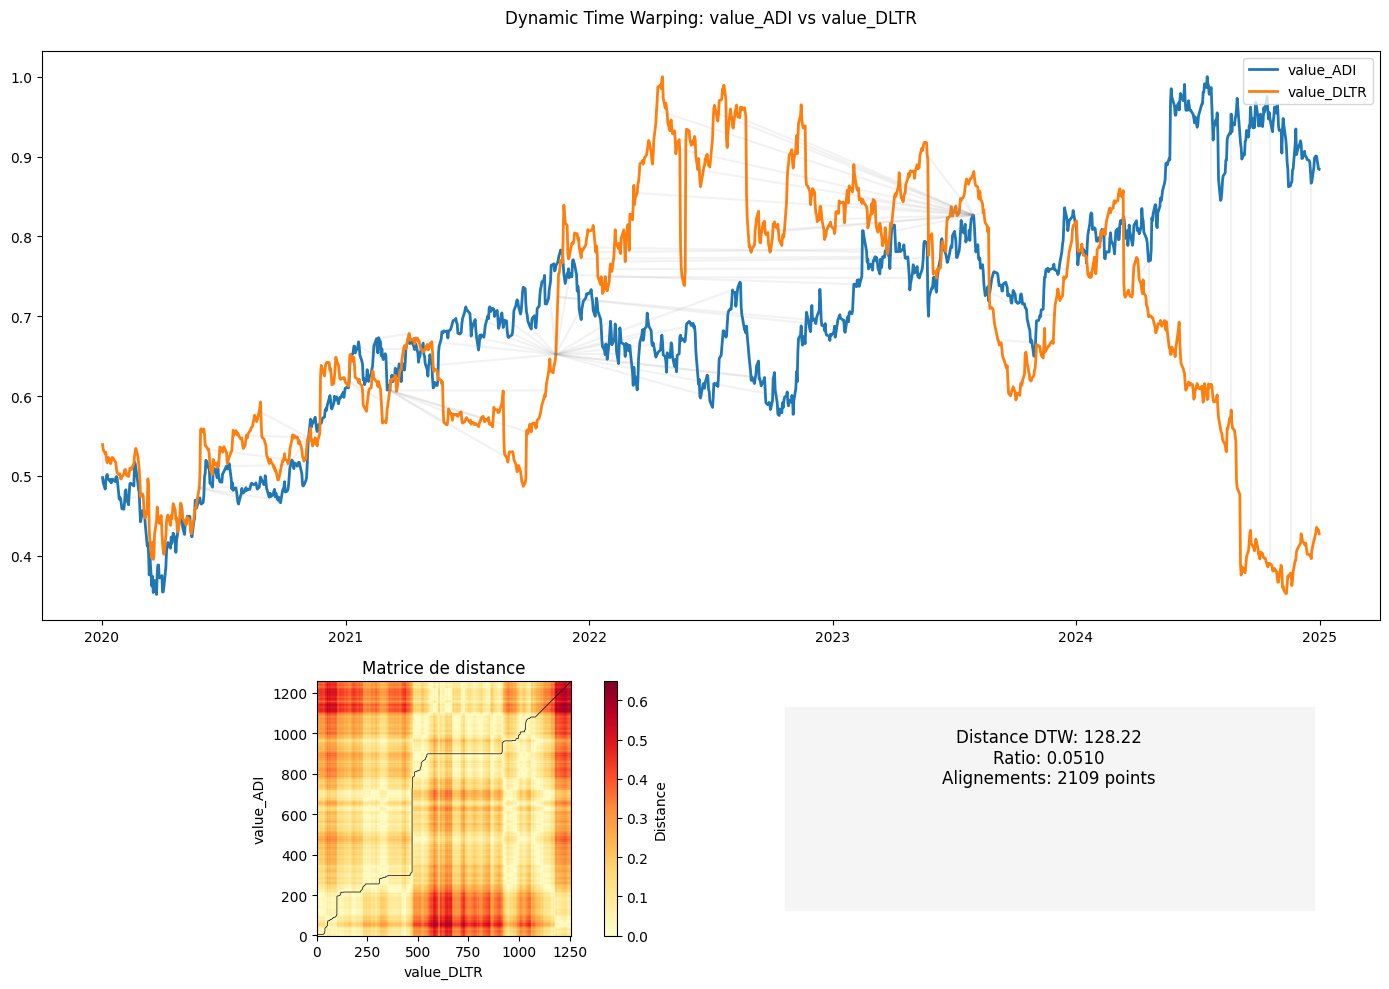 Dynamic Time Warping: value_ADI vs value_DLTR
value_ADI
value_DLTR
1.0
0.9
0.8
0.7
0.6
0.5
0.4
2020 2021 2022 2023 2024 2025
Matrice de distance
1200
1000
800
600
400
200
0
value_ADI
0 250 500 750 1000 1250
value_DLTR
0.6
0.5
0.4
0.3
0.2
0.1
0.0
Distance
Distance DTW: 128.22
Ratio: 0.0510
Alignements: 2109 points